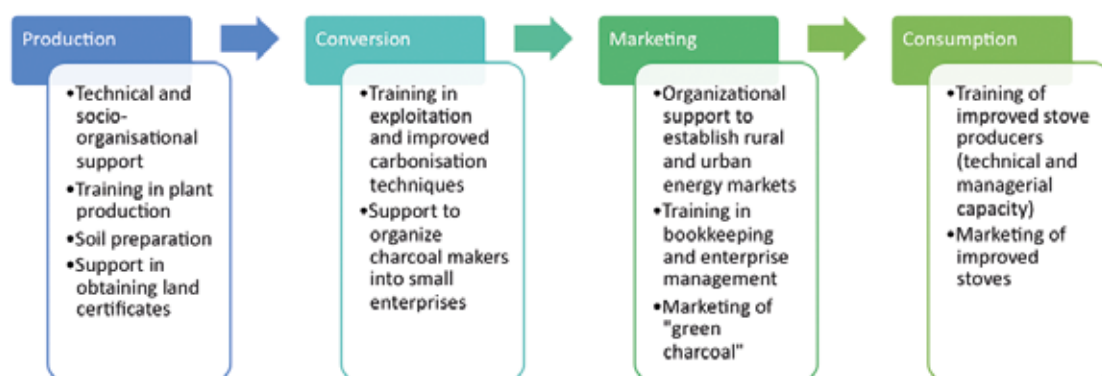 Production
•Technical and
socio-
organisational
support
•Training in plant
production
•Soil preparation
•Support in
obtaining land
certificates
Conversion
•Training in
exploitation
and improved
carbonisation
techniques
•Support to
organize
charcoal makers
into small
enterprises
Marketing
•Organizational
support to
establish rural
and urban
energy markets
•Training in
bookkeeping
and enterprise
management
•Marketing of
"green
charcoal"
Consumption
•Training of
improved stove
producers
(technical and
managerial
capacity)
•Marketing of
improved
stoves